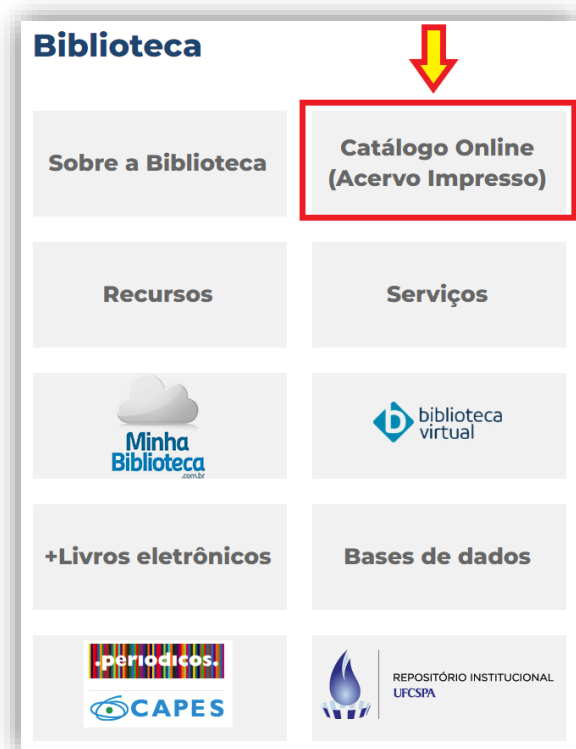 Biblioteca
Sobre a Biblioteca
Catálogo Online
(Acervo Impresso)
Recursos
Serviços
Minha
Biblioteca
.com.br
biblioteca
virtual
+Livros eletrônicos
Bases de dados
.periodicos.
CAPES
REPOSITÓRIO INSTITUCIONAL
UFCSPA